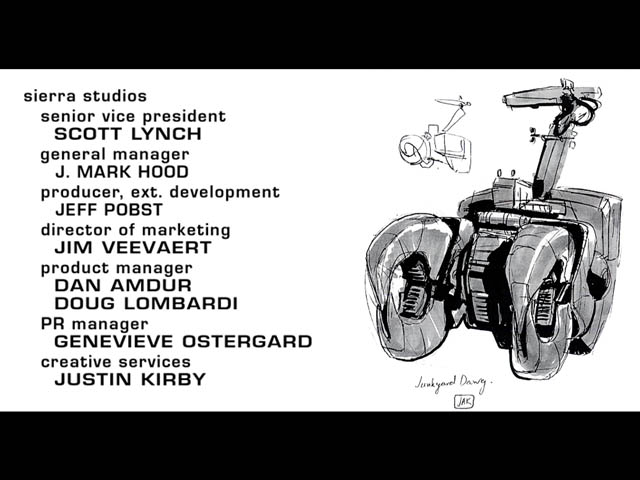 sierra studios
senior vice president
SCOTT LYNCH
general manager
J. MARK HOOD
producer, ext. development
JEFF POBST
director of marketing
JIM VEEVAERT
product manager
DAN AMDUR
DOUG LOMBARDI
PR manager
GENEVIEVE OSTERGARD
creative services
JUSTIN KIRBY
Junkyard Dawg.
JAK